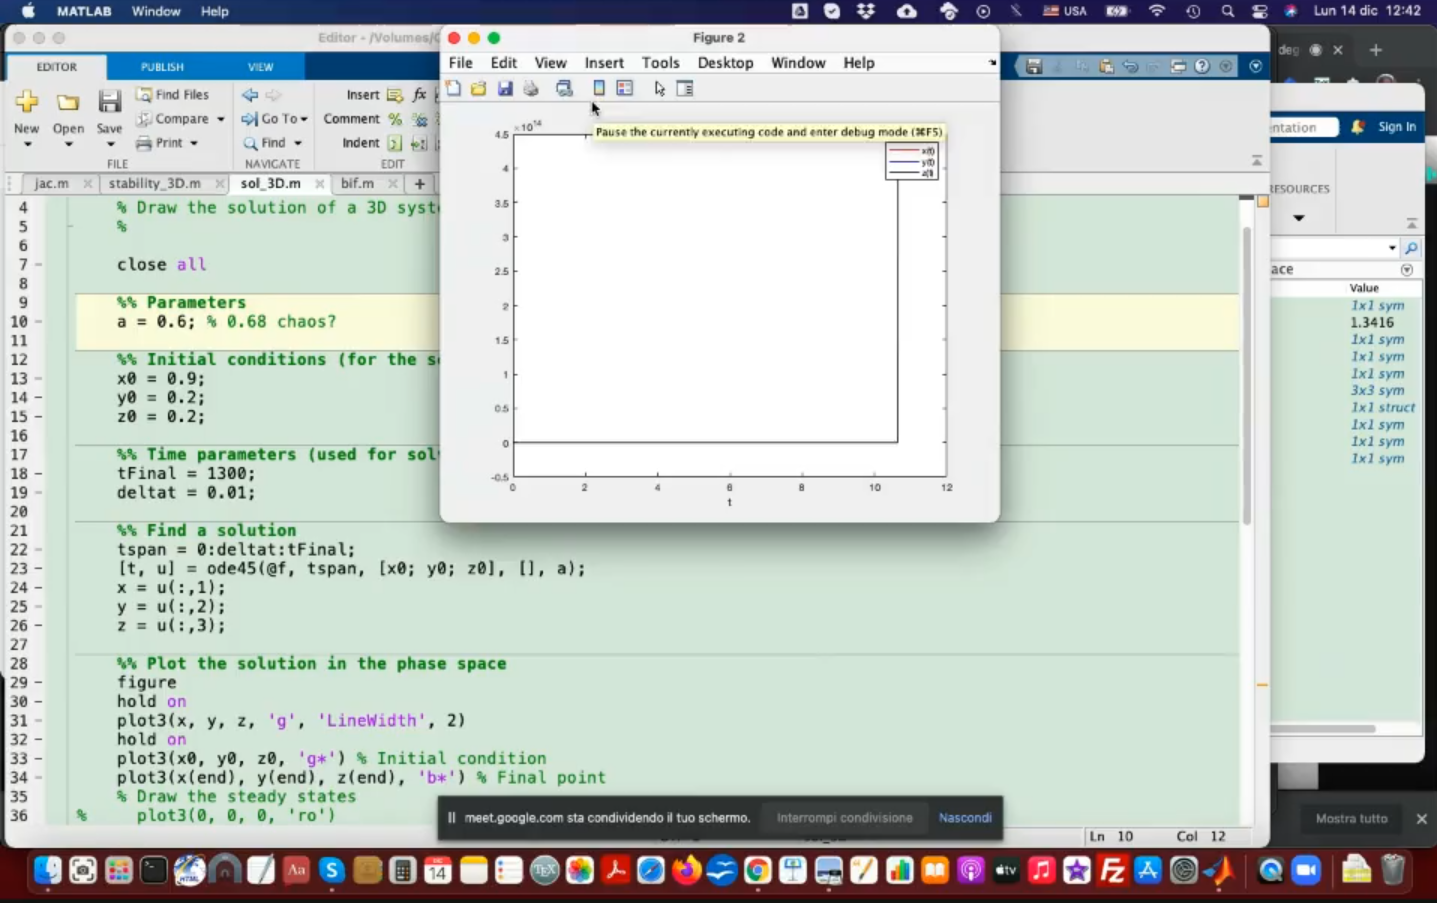 MATLAB Window Help
USA
Lun 14 dic 12:42
Editor - /Volumes/
Figure 2
File Edit View Insert Tools Desktop Window Help
EDITOR PUBLISH VIEW
New Open Save
Find Files
Compare
Print
FILE
Go To
Find
NAVIGATE
Insert fx
Comment %
Indent
EDIT
Pause the currently executing code and enter debug mode (⌘F5)
×10^14
4.5
4
3.5
3
2.5
2
1.5
1
0.5
0
-0.5
0 2 4 6 8 10 12
t
x(t)
y(t)
z(t)
jac.m stability_3D.m sol_3D.m bif.m
4 % Draw the solution of a 3D syst
5 %
6
7 close all
8
9 %% Parameters
10 a = 0.6; % 0.68 chaos?
11
12 %% Initial conditions (for the s
13 x0 = 0.9;
14 y0 = 0.2;
15 z0 = 0.2;
16
17 %% Time parameters (used for sol
18 tFinal = 1300;
19 deltat = 0.01;
20
21 %% Find a solution
22 tspan = 0:deltat:tFinal;
23 [t, u] = ode45(@f, tspan, [x0; y0; z0], [], a);
24 x = u(:,1);
25 y = u(:,2);
26 z = u(:,3);
27
28 %% Plot the solution in the phase space
29 figure
30 hold on
31 plot3(x, y, z, 'g', 'LineWidth', 2)
32 hold on
33 plot3(x0, y0, z0, 'g*') % Initial condition
34 plot3(x(end), y(end), z(end), 'b*') % Final point
35 % Draw the steady states
36 % plot3(0, 0, 0, 'ro')
meet.google.com sta condividendo il tuo schermo. Interrompi condivisione Nascondi
Ln 10 Col 12
deg
ntation
Sign In
RESOURCES
ace
Value
1x1 sym
1.3416
1x1 sym
1x1 sym
1x1 sym
3x3 sym
1x1 struct
1x1 sym
1x1 sym
1x1 sym
Mostra tutto
HTML
Aa
DIC
14
TEX
tv
FZ